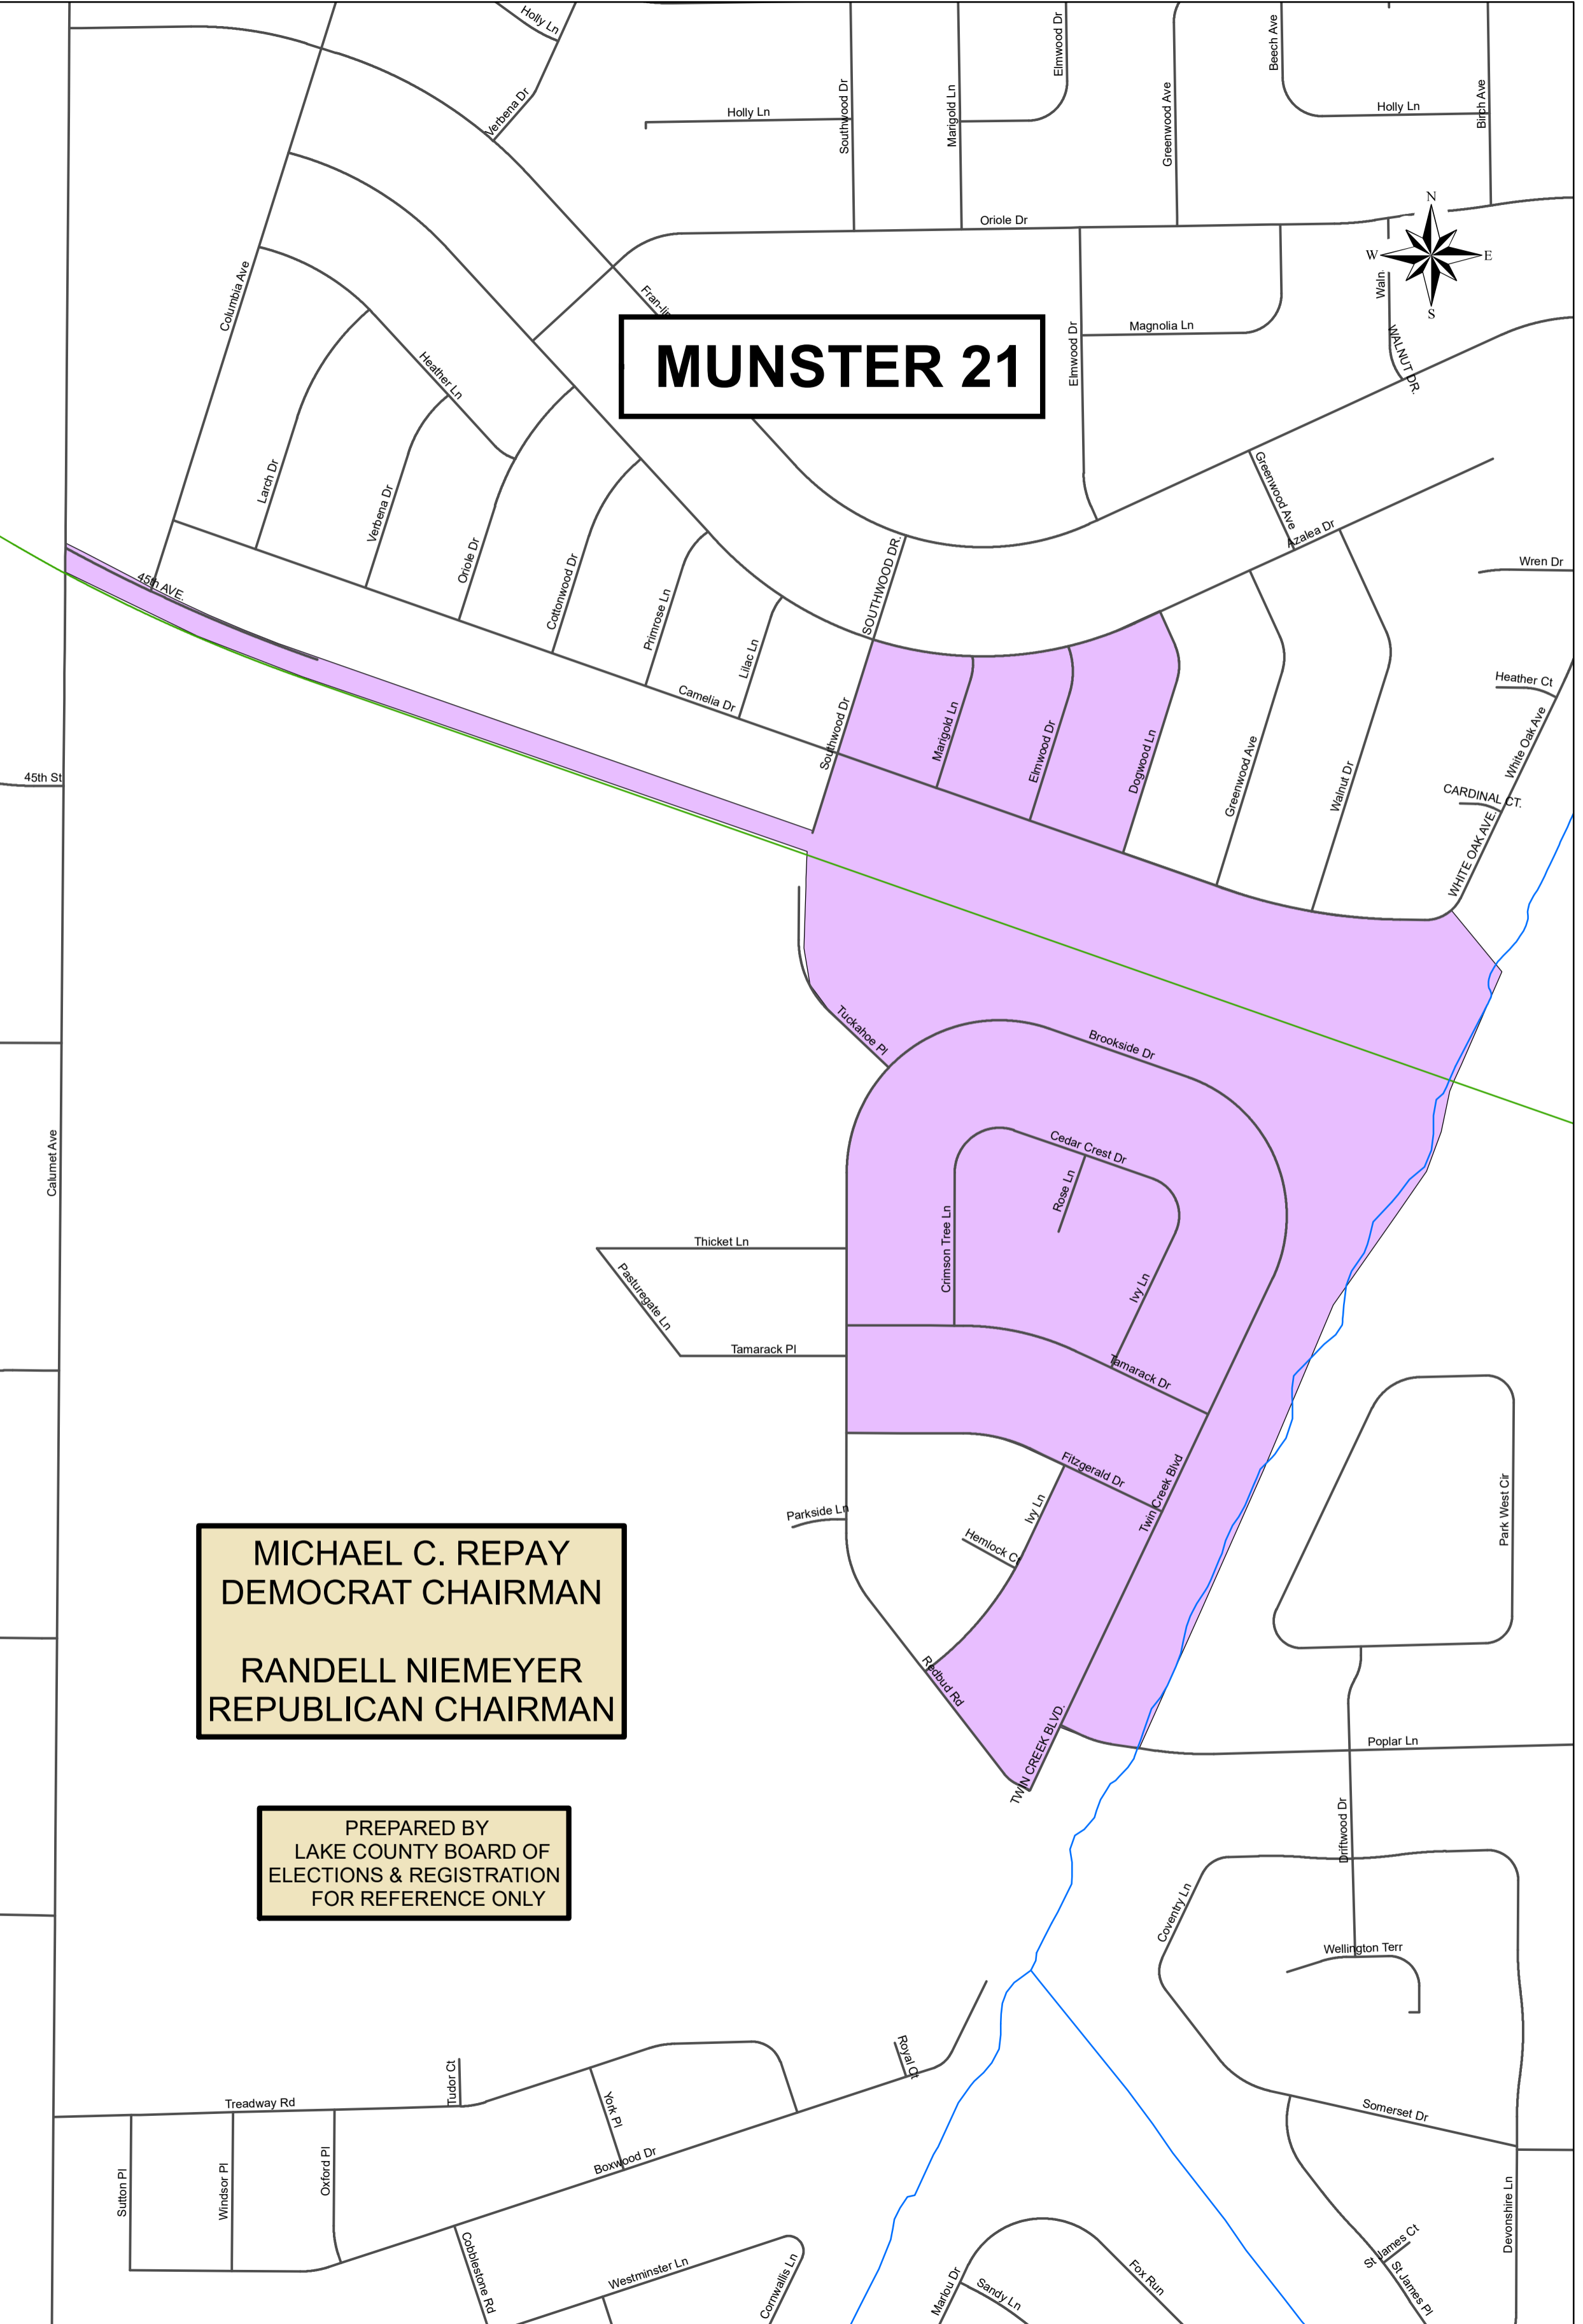 Holly Ln
Verbena Dr
Holly Ln
Southwood Dr
Marigold Ln
Elmwood Dr
Greenwood Ave
Beech Ave
Holly Ln
Birch Ave
Oriole Dr
N
W
E
S
Waln
WALNUT DR.
Columbia Ave
Fran-lin
MUNSTER 21
Elmwood Dr
Magnolia Ln
Heather Ln
Larch Dr
Verbena Dr
Oriole Dr
Cottonwood Dr
Primrose Ln
Lilac Ln
SOUTHWOOD DR.
Greenwood Ave
Azalea Dr
Wren Dr
45th AVE.
Camelia Dr
Southwood Dr
Marigold Ln
Elmwood Dr
Dogwood Ln
Greenwood Ave
Walnut Dr
Heather Ct
White Oak Ave
CARDINAL CT.
WHITE OAK AVE.
45th St
Tuckahoe Pl
Brookside Dr
Calumet Ave
Cedar Crest Dr
Rose Ln
Crimson Tree Ln
Ivy Ln
Thicket Ln
Pasturegate Ln
Tamarack Pl
Tamarack Dr
Fitzgerald Dr
Twin Creek Blvd
Ivy Ln
Parkside Ln
Hemlock Ct
Park West Cir
MICHAEL C. REPAY
DEMOCRAT CHAIRMAN
RANDELL NIEMEYER
REPUBLICAN CHAIRMAN
Redbud Rd
TWIN CREEK BLVD.
Poplar Ln
PREPARED BY
LAKE COUNTY BOARD OF
ELECTIONS & REGISTRATION
FOR REFERENCE ONLY
Driftwood Dr
Coventry Ln
Wellington Terr
Royal Ct
Tudor Ct
Treadway Rd
York Pl
Somerset Dr
Sutton Pl
Windsor Pl
Oxford Pl
Boxwood Dr
Devonshire Ln
Cobblestone Rd
Westminster Ln
Cornwallis Ln
Marlou Dr
Sandy Ln
Fox Run
St James Ct
St James Pl